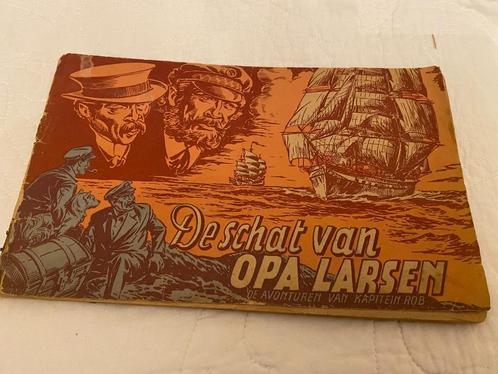 De schat van
OPA LARSEN
DE AVONTUREN VAN KAPITEIN ROB